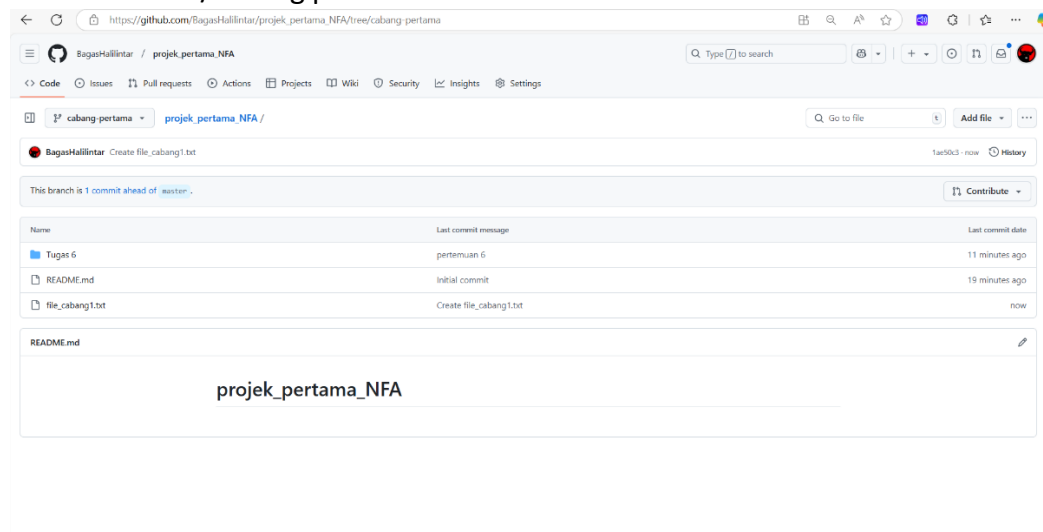 https://github.com/BagasHalilintar/projek_pertama_NFA/tree/cabang-pertama
BagasHalilintar / projek_pertama_NFA
Type / to search
<> Code Issues Pull requests Actions Projects Wiki Security Insights Settings
cabang-pertama projek_pertama_NFA /
Go to file t Add file
BagasHalilintar Create file_cabang1.txt 1ae50c3 · now History
This branch is 1 commit ahead of master .
Contribute
Name Last commit message Last commit date
Tugas 6 pertemuan 6 11 minutes ago
README.md Initial commit 19 minutes ago
file_cabang1.txt Create file_cabang1.txt now
README.md
projek_pertama_NFA